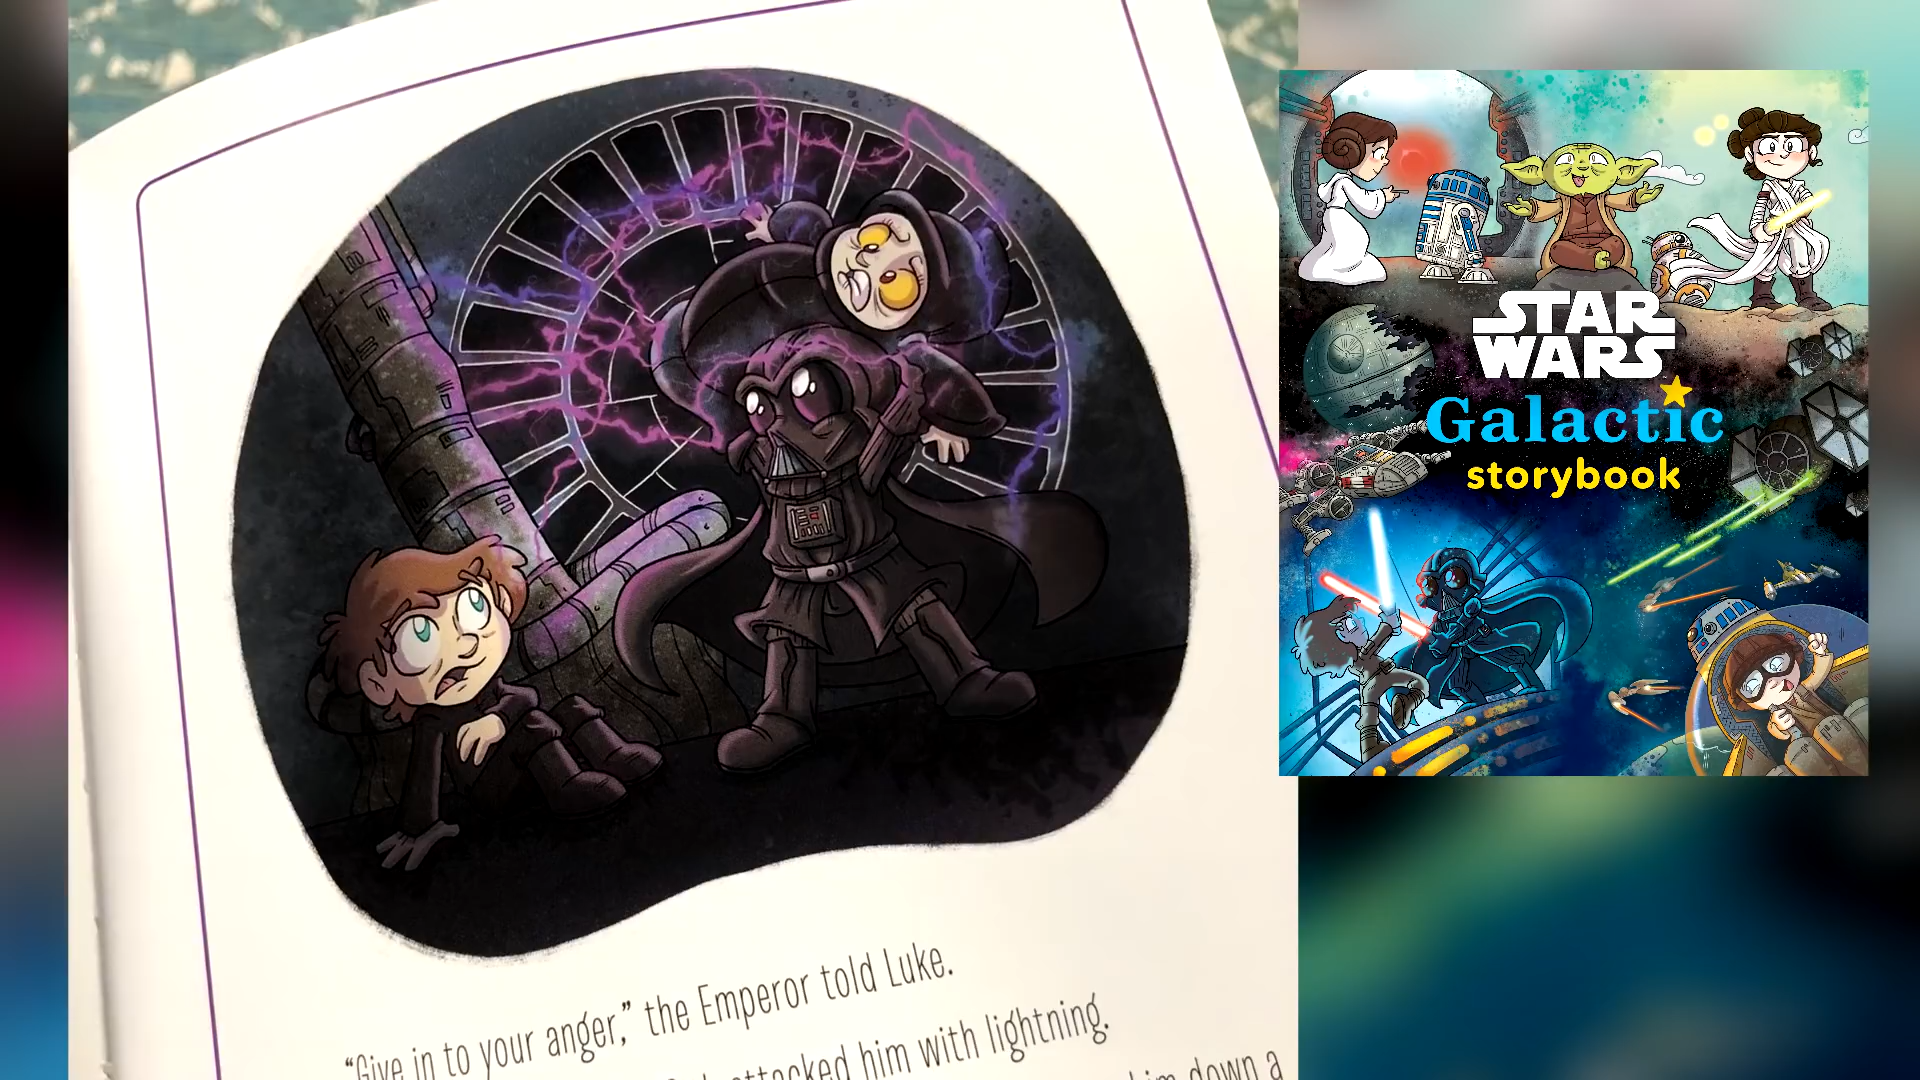 STAR
WARS
Galactic
storybook
“Give in to your anger,” the Emperor told Luke.
attacked him with lightning.
him down a